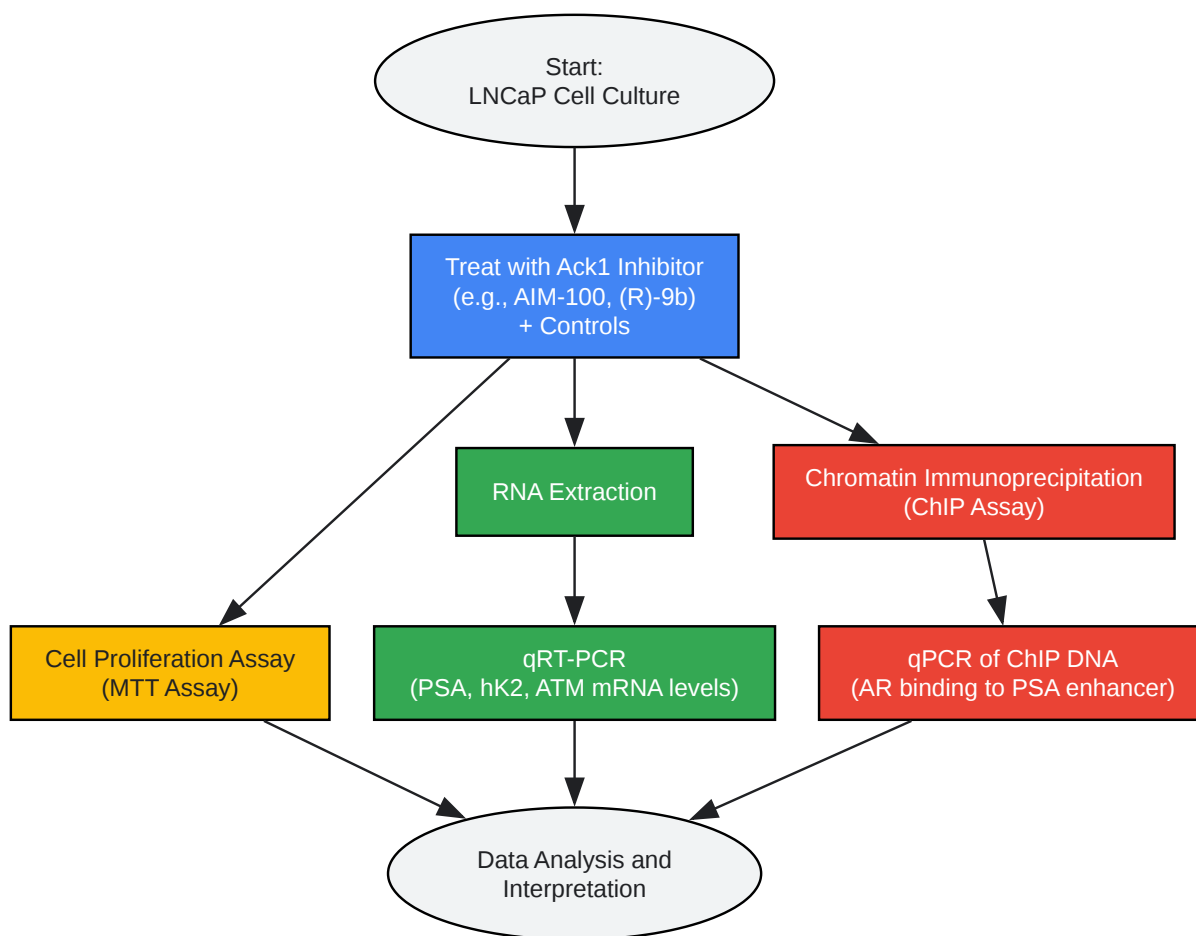 Start:
LNCaP Cell Culture
Treat with Ack1 Inhibitor
(e.g., AIM-100, (R)-9b)
+ Controls
RNA Extraction
Chromatin Immunoprecipitation
(ChIP Assay)
Cell Proliferation Assay
(MTT Assay)
qRT-PCR
(PSA, hK2, ATM mRNA levels)
qPCR of ChIP DNA
(AR binding to PSA enhancer)
Data Analysis and
Interpretation